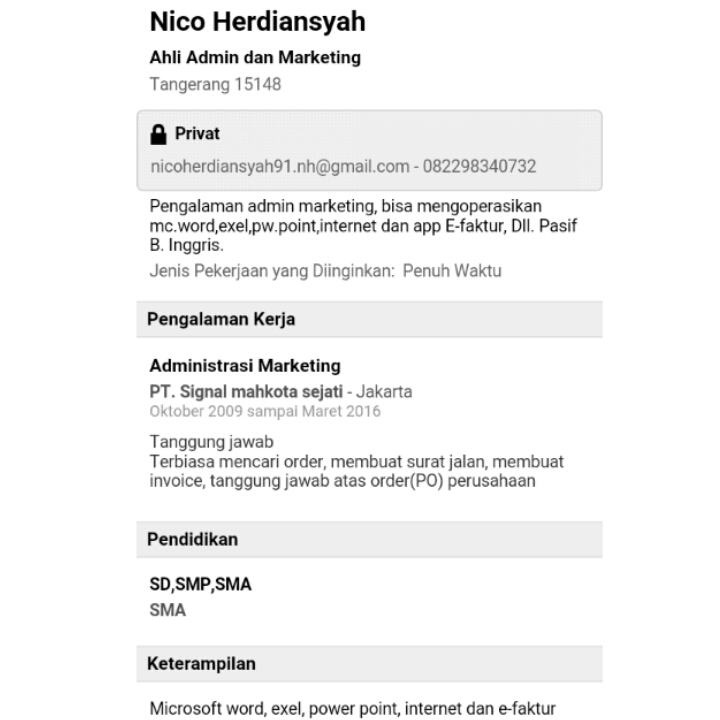 Nico Herdiansyah
Ahli Admin dan Marketing
Tangerang 15148
Privat
nicoherdiansyah91.nh@gmail.com - 082298340732
Pengalaman admin marketing, bisa mengoperasikan
mc.word,exel,pw.point,internet dan app E-faktur, Dll. Pasif
B. Inggris.
Jenis Pekerjaan yang Diinginkan: Penuh Waktu
Pengalaman Kerja
Administrasi Marketing
PT. Signal mahkota sejati - Jakarta
Oktober 2009 sampai Maret 2016
Tanggung jawab
Terbiasa mencari order, membuat surat jalan, membuat
invoice, tanggung jawab atas order(PO) perusahaan
Pendidikan
SD,SMP,SMA
SMA
Keterampilan
Microsoft word, exel, power point, internet dan e-faktur